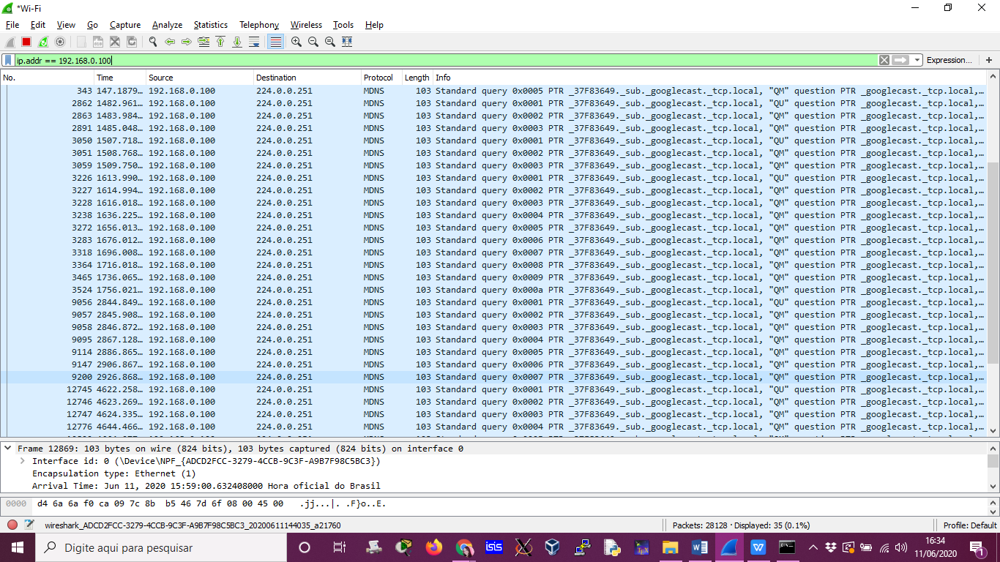 *Wi-Fi
File Edit View Go Capture Analyze Statistics Telephony Wireless Tools Help
ip.addr == 192.168.0.100
Expression... +
No. Time Source Destination Protocol Length Info
343 147.1879… 192.168.0.100 224.0.0.251 MDNS 103 Standard query 0x0005 PTR _37F83649._sub._googlecast._tcp.local, "QM" question PTR _googlecast._tcp.local,…
2862 1482.961… 192.168.0.100 224.0.0.251 MDNS 103 Standard query 0x0001 PTR _37F83649._sub._googlecast._tcp.local, "QU" question PTR _googlecast._tcp.local,…
2863 1483.984… 192.168.0.100 224.0.0.251 MDNS 103 Standard query 0x0002 PTR _37F83649._sub._googlecast._tcp.local, "QM" question PTR _googlecast._tcp.local,…
2891 1485.048… 192.168.0.100 224.0.0.251 MDNS 103 Standard query 0x0003 PTR _37F83649._sub._googlecast._tcp.local, "QM" question PTR _googlecast._tcp.local,…
3050 1507.718… 192.168.0.100 224.0.0.251 MDNS 103 Standard query 0x0001 PTR _37F83649._sub._googlecast._tcp.local, "QU" question PTR _googlecast._tcp.local,…
3051 1508.768… 192.168.0.100 224.0.0.251 MDNS 103 Standard query 0x0002 PTR _37F83649._sub._googlecast._tcp.local, "QM" question PTR _googlecast._tcp.local,…
3059 1509.750… 192.168.0.100 224.0.0.251 MDNS 103 Standard query 0x0003 PTR _37F83649._sub._googlecast._tcp.local, "QM" question PTR _googlecast._tcp.local,…
3226 1613.990… 192.168.0.100 224.0.0.251 MDNS 103 Standard query 0x0001 PTR _37F83649._sub._googlecast._tcp.local, "QU" question PTR _googlecast._tcp.local,…
3227 1614.994… 192.168.0.100 224.0.0.251 MDNS 103 Standard query 0x0002 PTR _37F83649._sub._googlecast._tcp.local, "QM" question PTR _googlecast._tcp.local,…
3228 1616.018… 192.168.0.100 224.0.0.251 MDNS 103 Standard query 0x0003 PTR _37F83649._sub._googlecast._tcp.local, "QM" question PTR _googlecast._tcp.local,…
3238 1636.225… 192.168.0.100 224.0.0.251 MDNS 103 Standard query 0x0004 PTR _37F83649._sub._googlecast._tcp.local, "QM" question PTR _googlecast._tcp.local,…
3272 1656.013… 192.168.0.100 224.0.0.251 MDNS 103 Standard query 0x0005 PTR _37F83649._sub._googlecast._tcp.local, "QM" question PTR _googlecast._tcp.local,…
3283 1676.012… 192.168.0.100 224.0.0.251 MDNS 103 Standard query 0x0006 PTR _37F83649._sub._googlecast._tcp.local, "QM" question PTR _googlecast._tcp.local,…
3318 1696.008… 192.168.0.100 224.0.0.251 MDNS 103 Standard query 0x0007 PTR _37F83649._sub._googlecast._tcp.local, "QM" question PTR _googlecast._tcp.local,…
3364 1716.018… 192.168.0.100 224.0.0.251 MDNS 103 Standard query 0x0008 PTR _37F83649._sub._googlecast._tcp.local, "QM" question PTR _googlecast._tcp.local,…
3465 1736.065… 192.168.0.100 224.0.0.251 MDNS 103 Standard query 0x0009 PTR _37F83649._sub._googlecast._tcp.local, "QM" question PTR _googlecast._tcp.local,…
3524 1756.021… 192.168.0.100 224.0.0.251 MDNS 103 Standard query 0x000a PTR _37F83649._sub._googlecast._tcp.local, "QM" question PTR _googlecast._tcp.local,…
9056 2844.849… 192.168.0.100 224.0.0.251 MDNS 103 Standard query 0x0001 PTR _37F83649._sub._googlecast._tcp.local, "QU" question PTR _googlecast._tcp.local,…
9057 2845.908… 192.168.0.100 224.0.0.251 MDNS 103 Standard query 0x0002 PTR _37F83649._sub._googlecast._tcp.local, "QM" question PTR _googlecast._tcp.local,…
9058 2846.872… 192.168.0.100 224.0.0.251 MDNS 103 Standard query 0x0003 PTR _37F83649._sub._googlecast._tcp.local, "QM" question PTR _googlecast._tcp.local,…
9095 2867.128… 192.168.0.100 224.0.0.251 MDNS 103 Standard query 0x0004 PTR _37F83649._sub._googlecast._tcp.local, "QM" question PTR _googlecast._tcp.local,…
9114 2886.865… 192.168.0.100 224.0.0.251 MDNS 103 Standard query 0x0005 PTR _37F83649._sub._googlecast._tcp.local, "QM" question PTR _googlecast._tcp.local,…
9147 2906.867… 192.168.0.100 224.0.0.251 MDNS 103 Standard query 0x0006 PTR _37F83649._sub._googlecast._tcp.local, "QM" question PTR _googlecast._tcp.local,…
9200 2926.868… 192.168.0.100 224.0.0.251 MDNS 103 Standard query 0x0007 PTR _37F83649._sub._googlecast._tcp.local, "QM" question PTR _googlecast._tcp.local,…
12745 4622.258… 192.168.0.100 224.0.0.251 MDNS 103 Standard query 0x0001 PTR _37F83649._sub._googlecast._tcp.local, "QU" question PTR _googlecast._tcp.local,…
12746 4623.269… 192.168.0.100 224.0.0.251 MDNS 103 Standard query 0x0002 PTR _37F83649._sub._googlecast._tcp.local, "QM" question PTR _googlecast._tcp.local,…
12747 4624.335… 192.168.0.100 224.0.0.251 MDNS 103 Standard query 0x0003 PTR _37F83649._sub._googlecast._tcp.local, "QM" question PTR _googlecast._tcp.local,…
12776 4644.466… 192.168.0.100 224.0.0.251 MDNS 103 Standard query 0x0004 PTR _37F83649._sub._googlecast._tcp.local, "QM" question PTR _googlecast._tcp.local,…
Frame 12869: 103 bytes on wire (824 bits), 103 bytes captured (824 bits) on interface 0
Interface id: 0 (\Device\NPF_{ADCD2FCC-3279-4CCB-9C3F-A9B7F98C5BC3})
Encapsulation type: Ethernet (1)
Arrival Time: Jun 11, 2020 15:59:00.632408000 Hora oficial do Brasil
0000 d4 6a 6a f0 ca 09 7c 8b b5 46 7d 6f 08 00 45 00 .jj...|. .F}o..E.
wireshark_ADCD2FCC-3279-4CCB-9C3F-A9B7F98C5BC3_20200611144035_a21760 Packets: 28128 · Displayed: 35 (0.1%) Profile: Default
Digite aqui para pesquisar
isis
16:34
11/06/2020
1